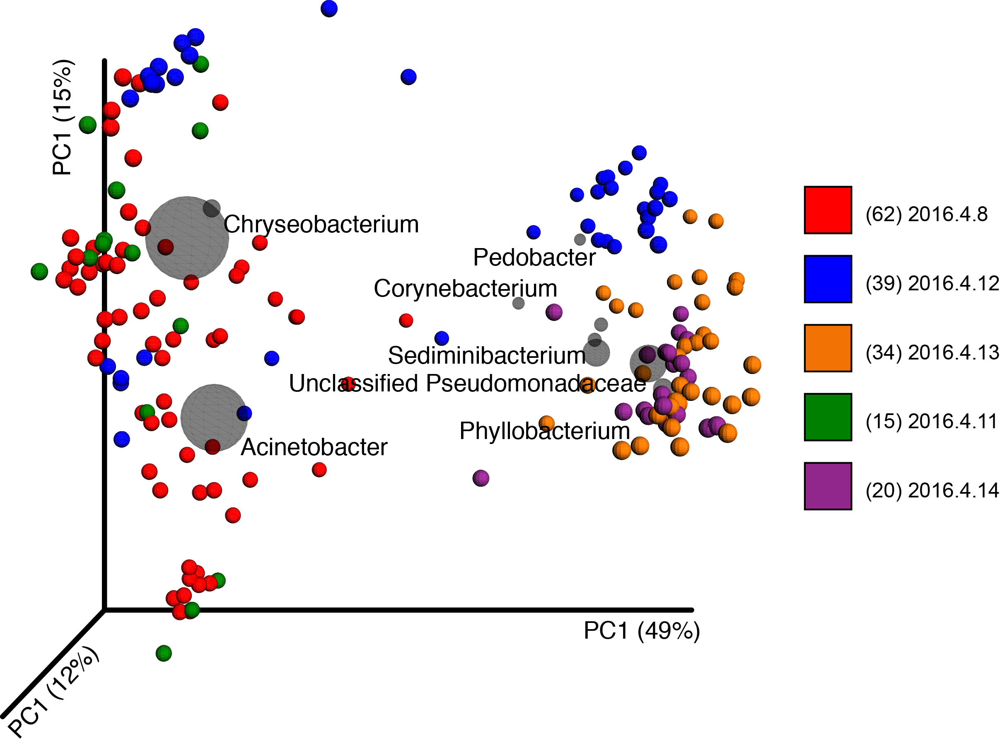 PC1 (15%)
Chryseobacterium
Pedobacter
Corynebacterium
Sediminibacterium
Unclassified Pseudomonadaceae
Phyllobacterium
Acinetobacter
PC1 (49%)
PC1 (12%)
(62) 2016.4.8
(39) 2016.4.12
(34) 2016.4.13
(15) 2016.4.11
(20) 2016.4.14